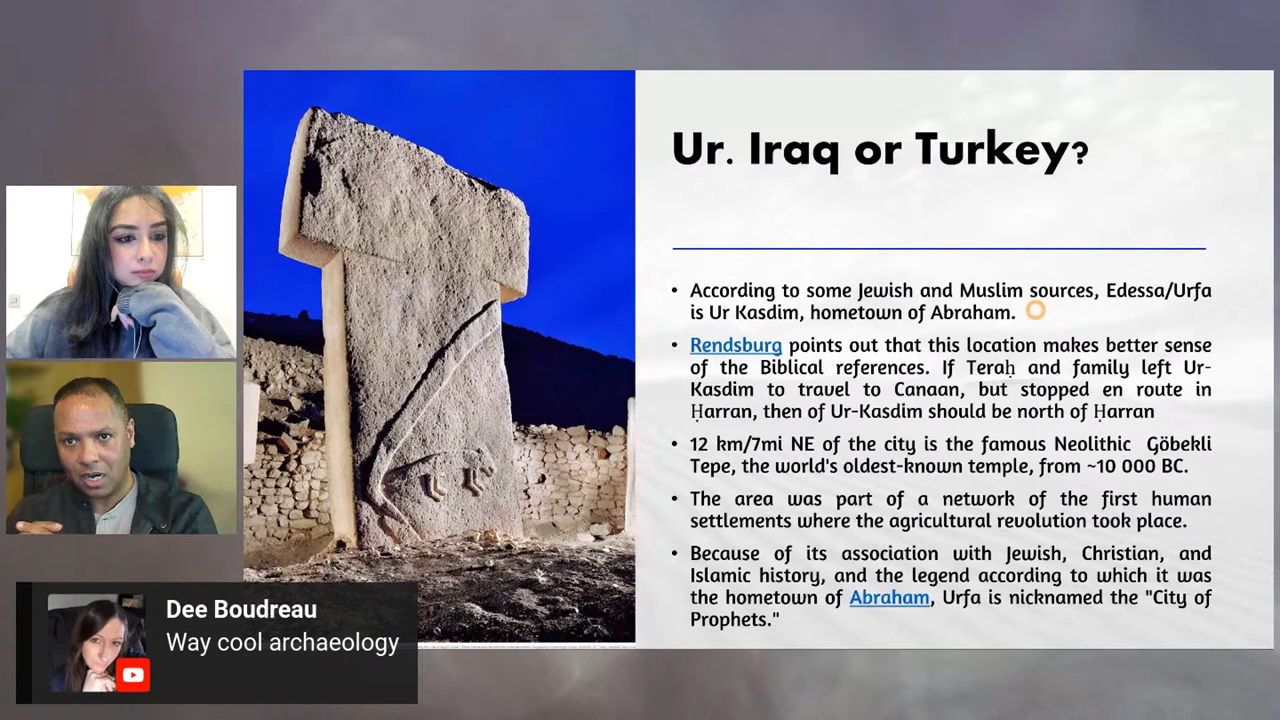 Ur. Iraq or Turkey?
• According to some Jewish and Muslim sources, Edessa/Urfa
is Ur Kasdim, hometown of Abraham.
• Rendsburg points out that this location makes better sense
of the Biblical references. If Teraḥ and family left Ur-
Kasdim to travel to Canaan, but stopped en route in
Ḥarran, then of Ur-Kasdim should be north of Ḥarran
• 12 km/7mi NE of the city is the famous Neolithic Göbekli
Tepe, the world's oldest-known temple, from ~10 000 BC.
• The area was part of a network of the first human
settlements where the agricultural revolution took place.
• Because of its association with Jewish, Christian, and
Islamic history, and the legend according to which it was
the hometown of Abraham, Urfa is nicknamed the "City of
Prophets."
Dee Boudreau
Way cool archaeology